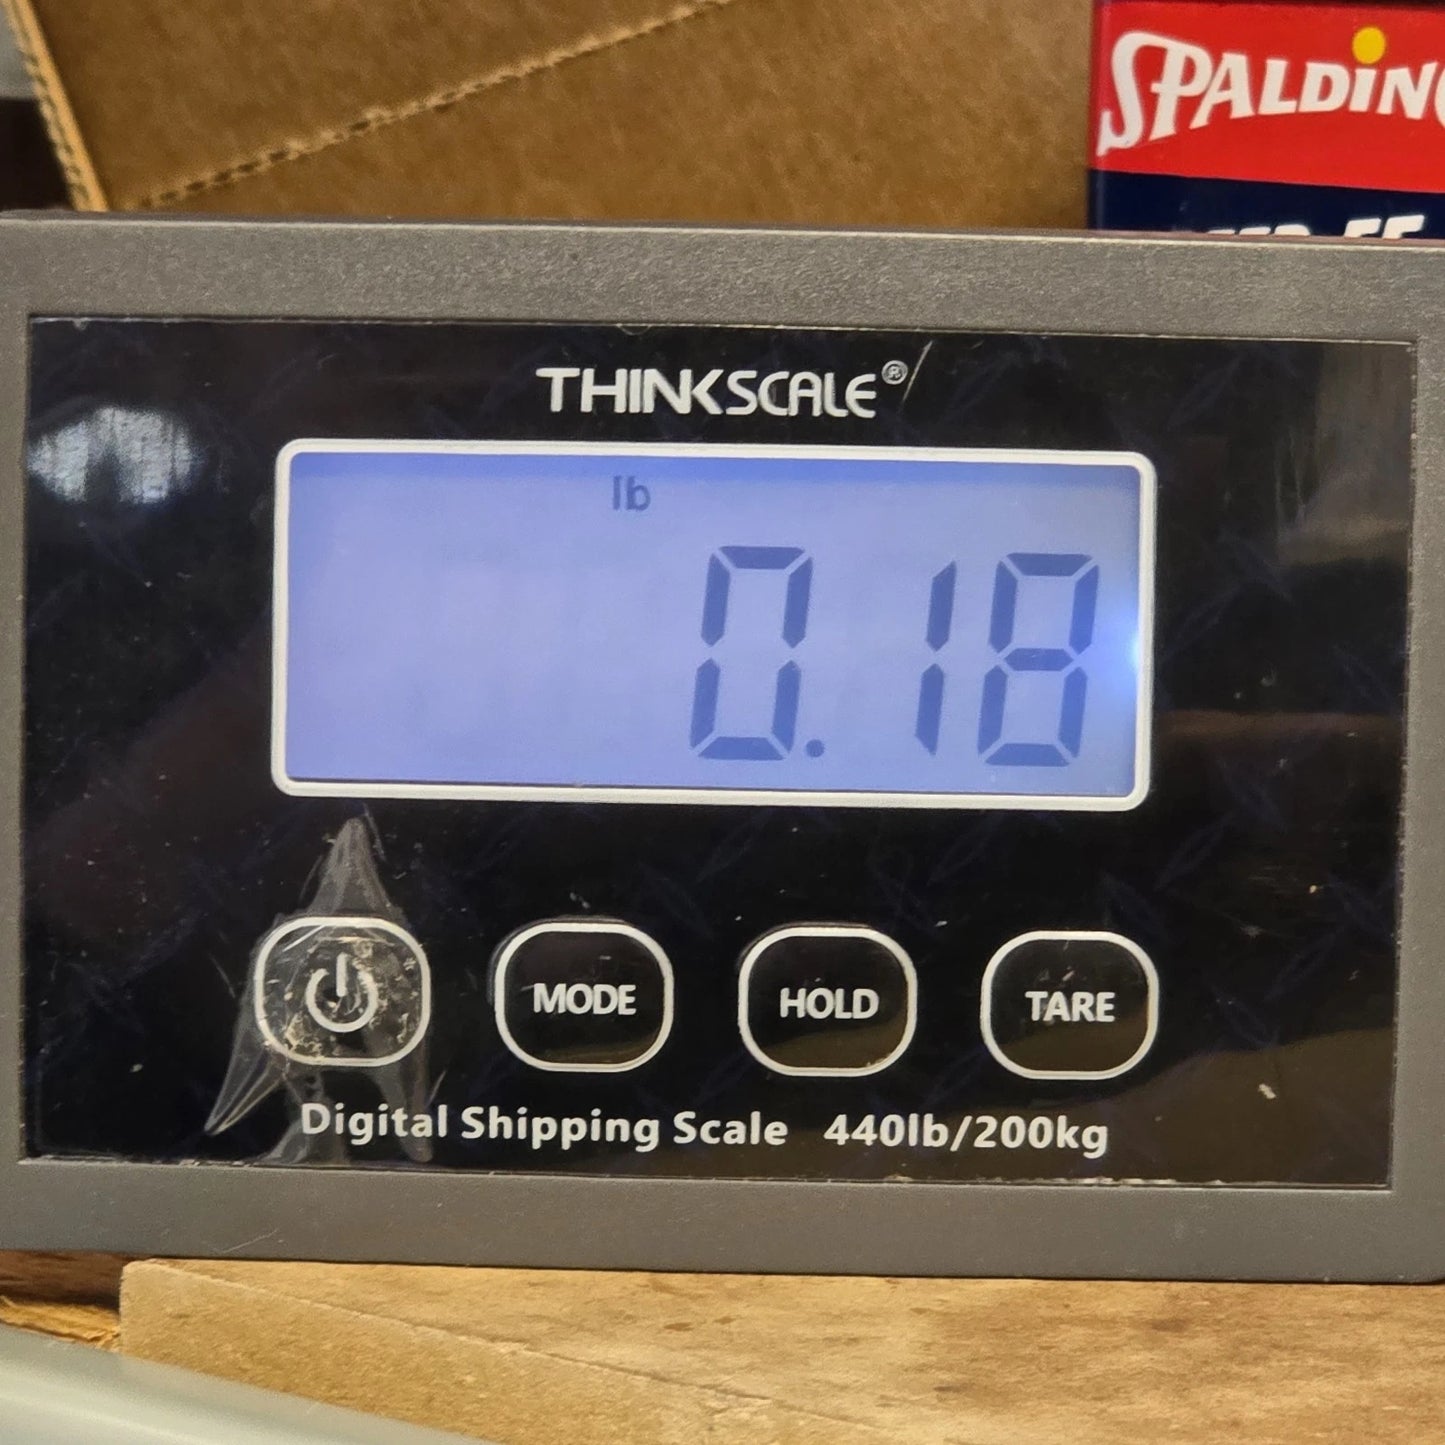 SPALDING
THINKSCALE®
lb
0.18
MODE
HOLD
TARE
Digital Shipping Scale 440lb/200kg